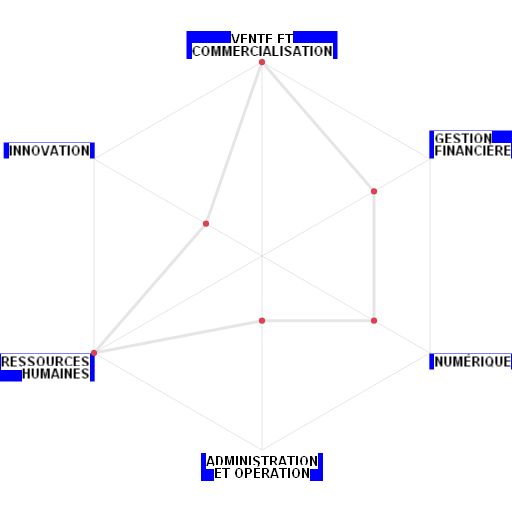 VENTE ET
COMMERCIALISATION
GESTION
FINANCIÈRE
INNOVATION
RESSOURCES
HUMAINES
NUMÉRIQUE
ADMINISTRATION
ET OPÉRATION